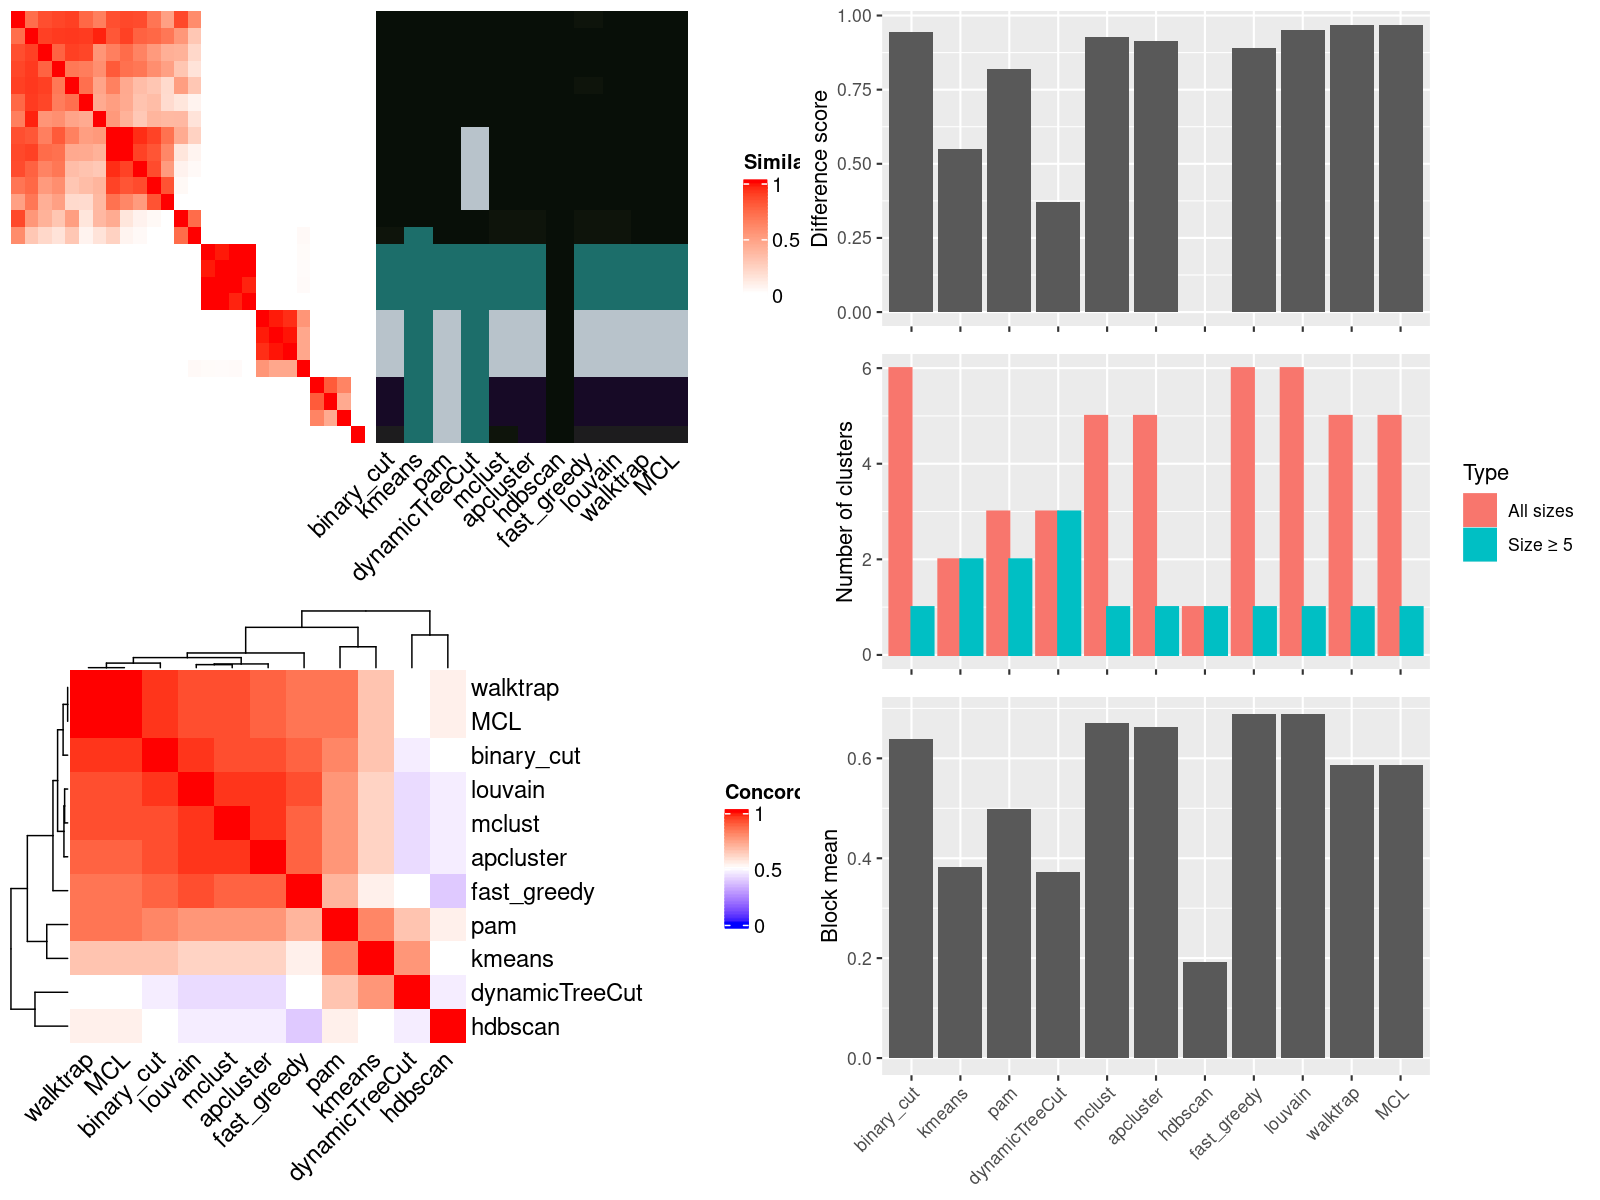 Simila
1
0.5
0
binary_cut
kmeans
pam
dynamicTreeCut
mclust
apcluster
hdbscan
fast_greedy
louvain
walktrap
MCL
Difference score
1.00
0.75
0.50
0.25
0.00
Number of clusters
6
4
2
0
Type
All sizes
Size ≥ 5
walktrap
MCL
binary_cut
louvain
mclust
apcluster
fast_greedy
pam
kmeans
dynamicTreeCut
hdbscan
Concord
1
0.5
0
walktrap
MCL
binary_cut
louvain
mclust
apcluster
fast_greedy
pam
kmeans
dynamicTreeCut
hdbscan
Block mean
0.6
0.4
0.2
0.0
binary_cut
kmeans
pam
dynamicTreeCut
mclust
apcluster
hdbscan
fast_greedy
louvain
walktrap
MCL